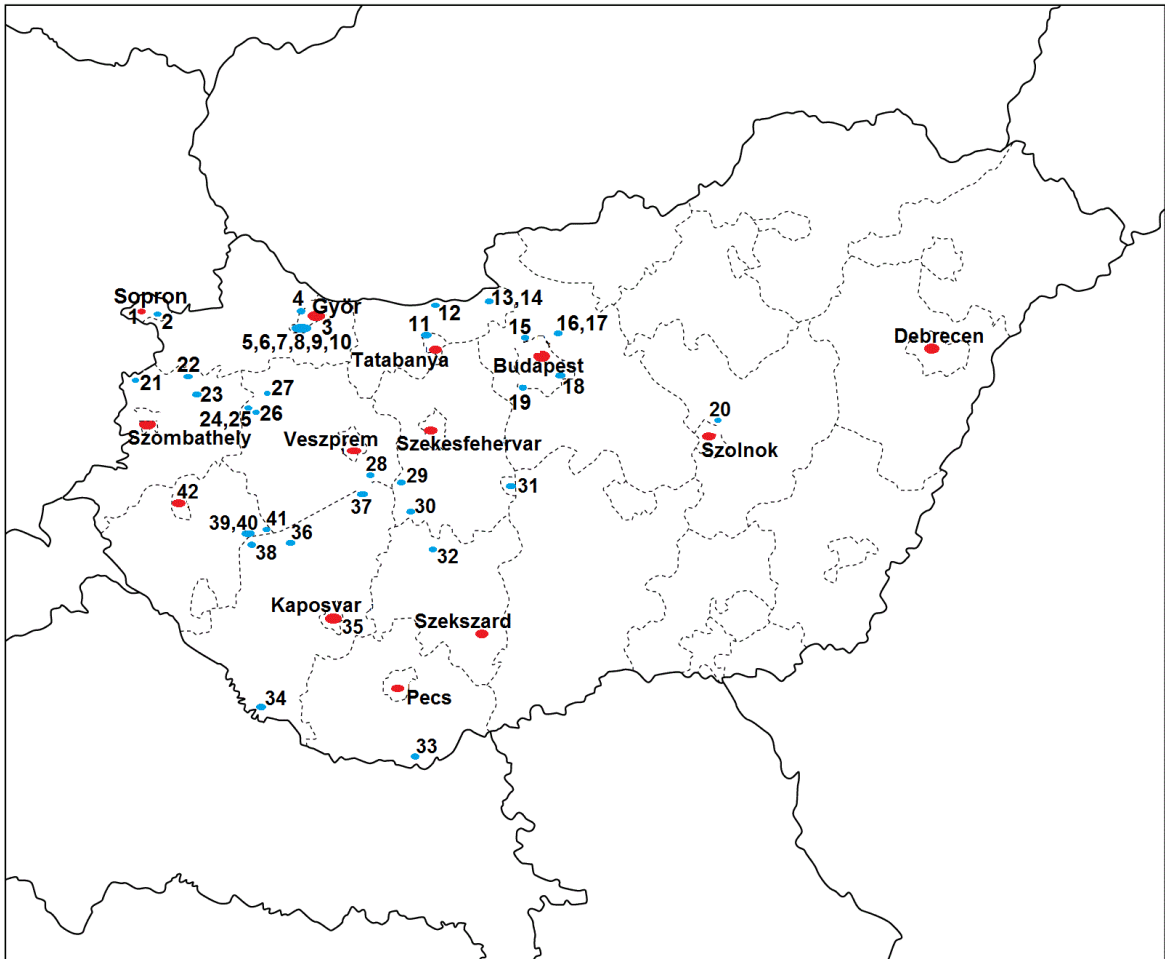 Sopron
1
2
4
Györ
3
5,6,7,8,9,10
11
12
13,14
Tatabanya
15
16,17
Budapest
18
19
Debrecen
21
22
23
24,25
26
27
Szombathely
Veszprem
Szekesfehervar
20
Szolnok
28
29
37
30
31
42
39,40
41
36
38
32
Kaposvar
35
Szekszard
34
Pecs
33